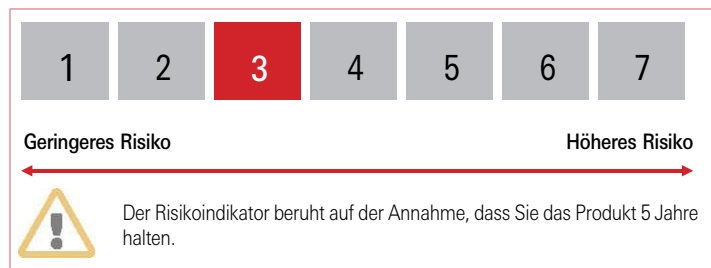 1 2 3 4 5 6 7
Geringeres Risiko Höheres Risiko
Der Risikoindikator beruht auf der Annahme, dass Sie das Produkt 5 Jahre
halten.